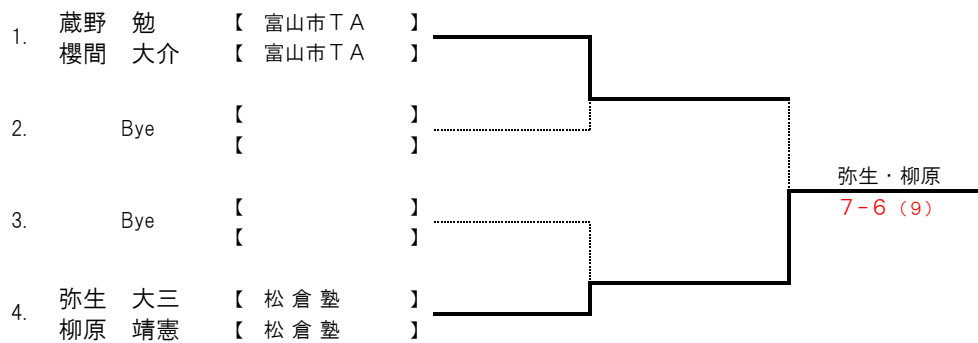 1. 蔵野 勉 【 富山市ＴＡ 】
櫻間 大介 【 富山市ＴＡ 】
2. Bye 【 】
【 】
3. Bye 【 】
【 】
弥生・柳原
７-６（９）
4. 弥生 大三 【 松 倉 塾 】
柳原 靖憲 【 松 倉 塾 】